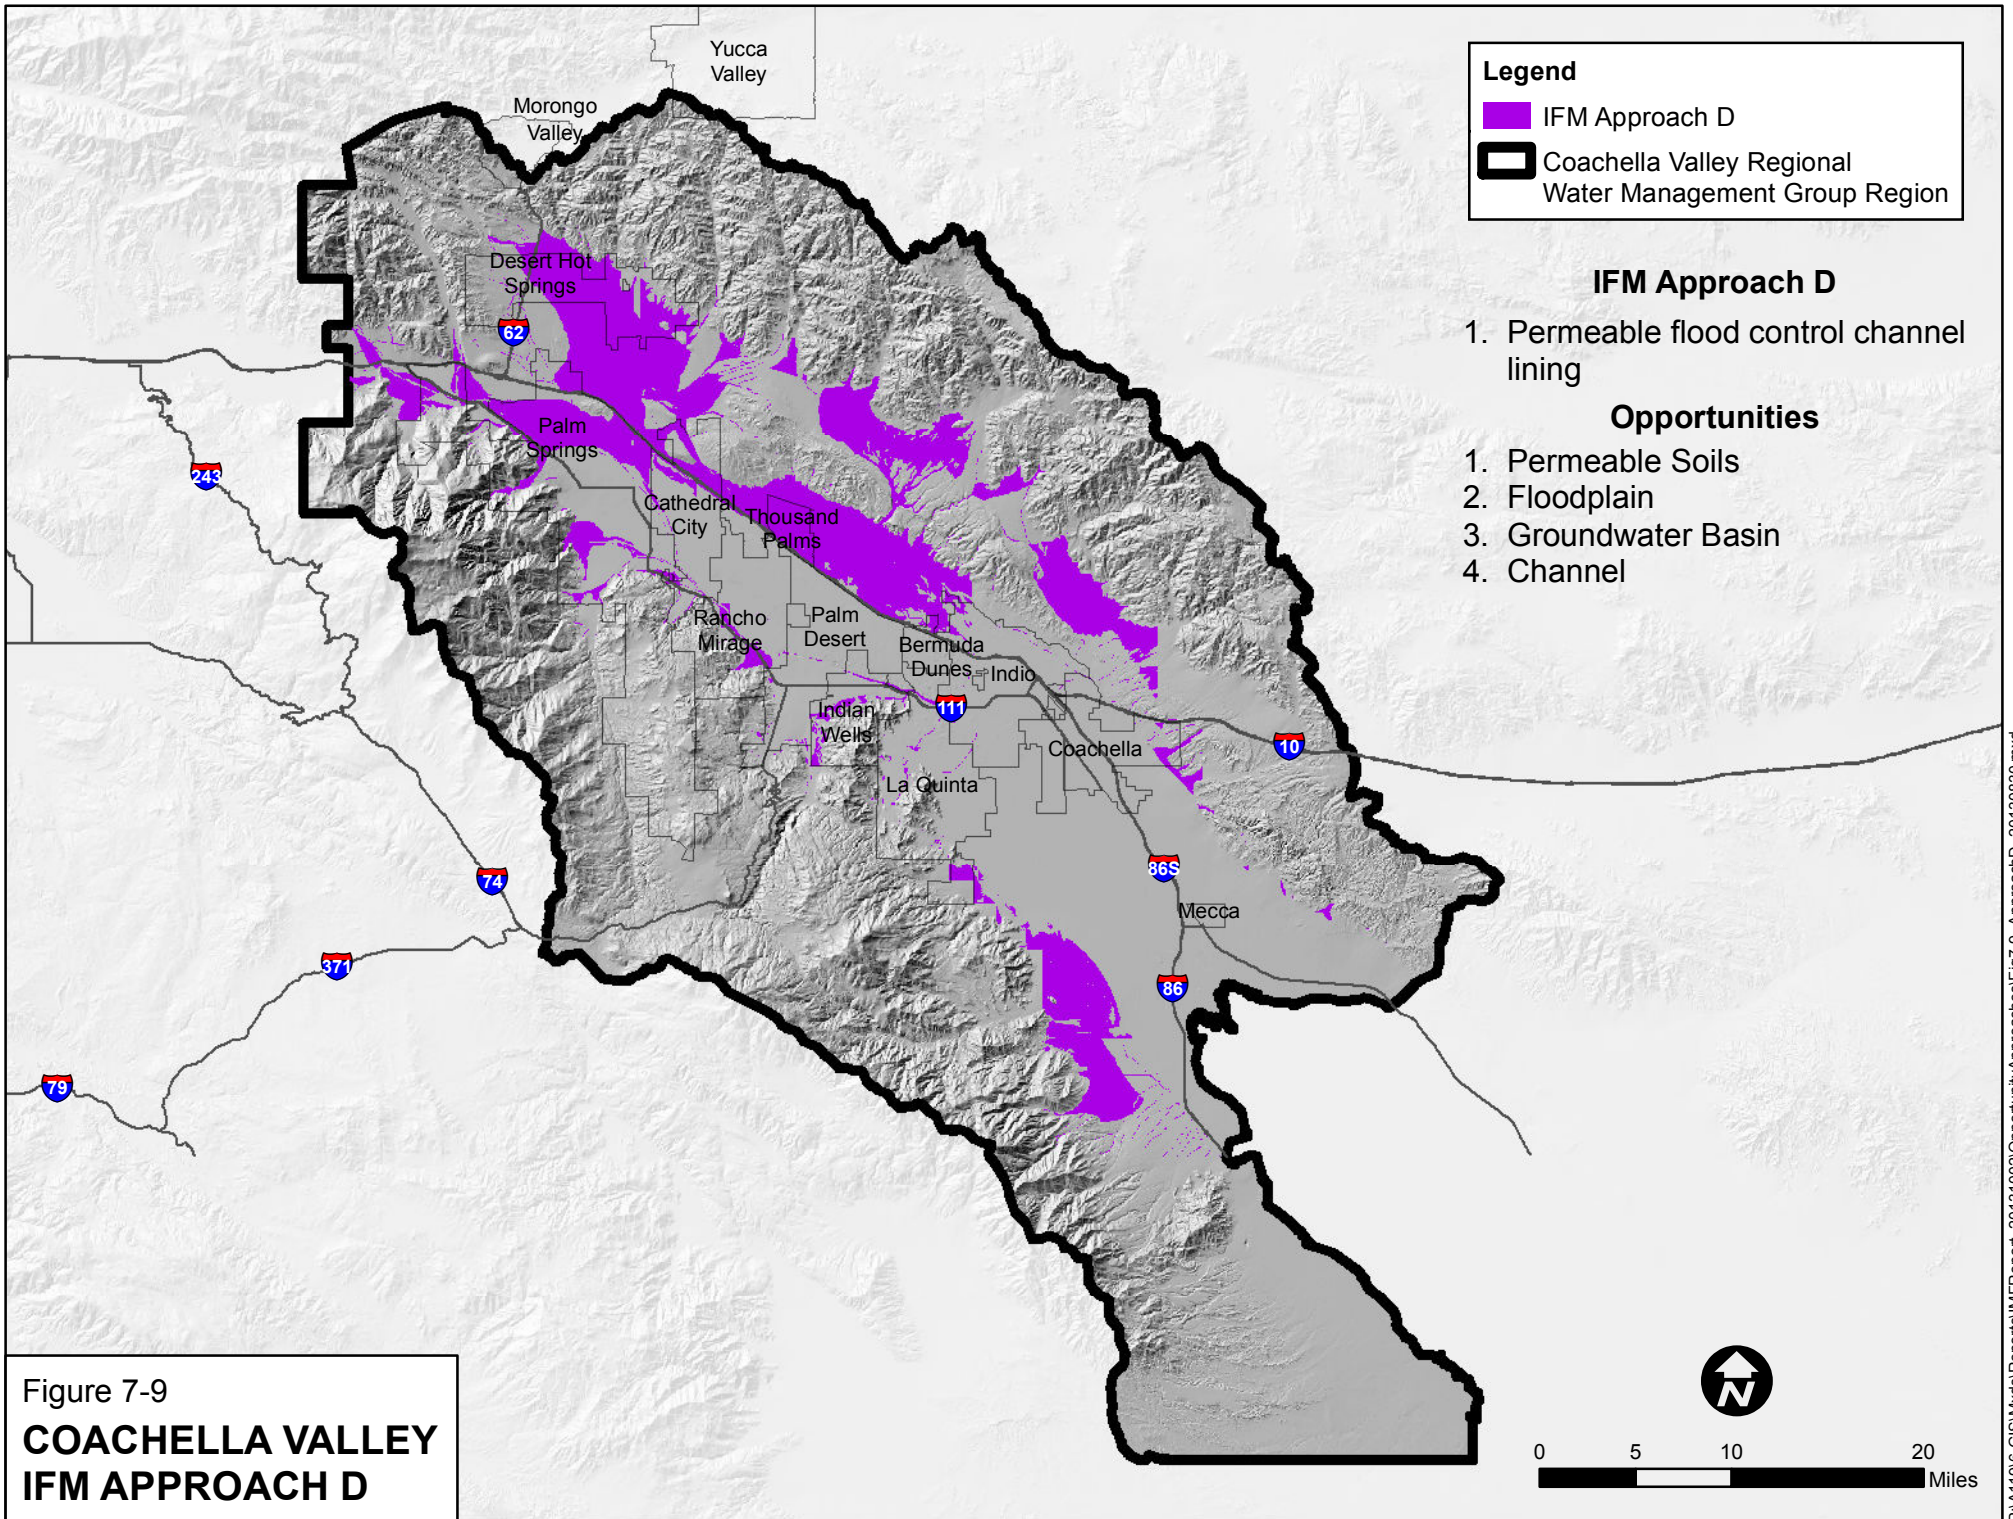 Yucca
Valley
Morongo
Valley
Desert Hot
Springs
62
Palm
Springs
243
Cathedral
City
Thousand
Palms
Rancho
Mirage
Palm
Desert
Bermuda
Dunes
Indio
111
Indian
Wells
Coachella
10
La Quinta
86S
74
Mecca
371
86
79
Legend
IFM Approach D
Coachella Valley Regional
Water Management Group Region
IFM Approach D
1. Permeable flood control channel
lining
Opportunities
1. Permeable Soils
2. Floodplain
3. Groundwater Basin
4. Channel
Figure 7-9
COACHELLA VALLEY
IFM APPROACH D
N
0 5 10 20
Miles